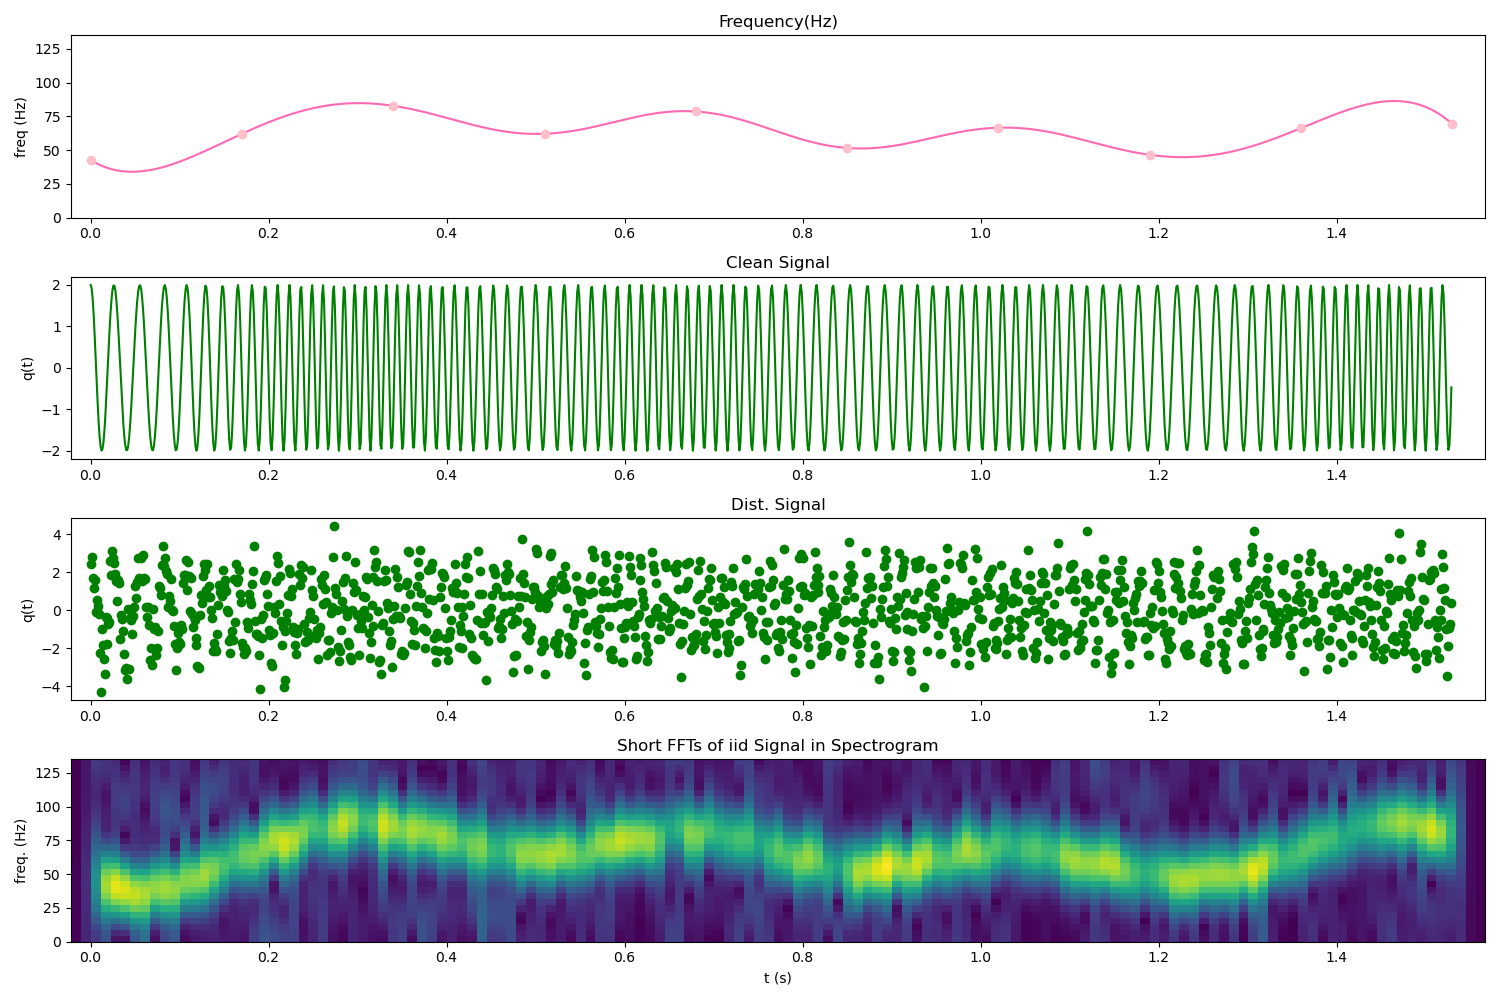 Frequency(Hz)
freq (Hz)
125
100
75
50
25
0
0.0 0.2 0.4 0.6 0.8 1.0 1.2 1.4
Clean Signal
q(t)
2
1
0
−1
−2
0.0 0.2 0.4 0.6 0.8 1.0 1.2 1.4
Dist. Signal
q(t)
4
2
0
−2
−4
0.0 0.2 0.4 0.6 0.8 1.0 1.2 1.4
Short FFTs of iid Signal in Spectrogram
freq. (Hz)
125
100
75
50
25
0
0.0 0.2 0.4 0.6 0.8 1.0 1.2 1.4
t (s)